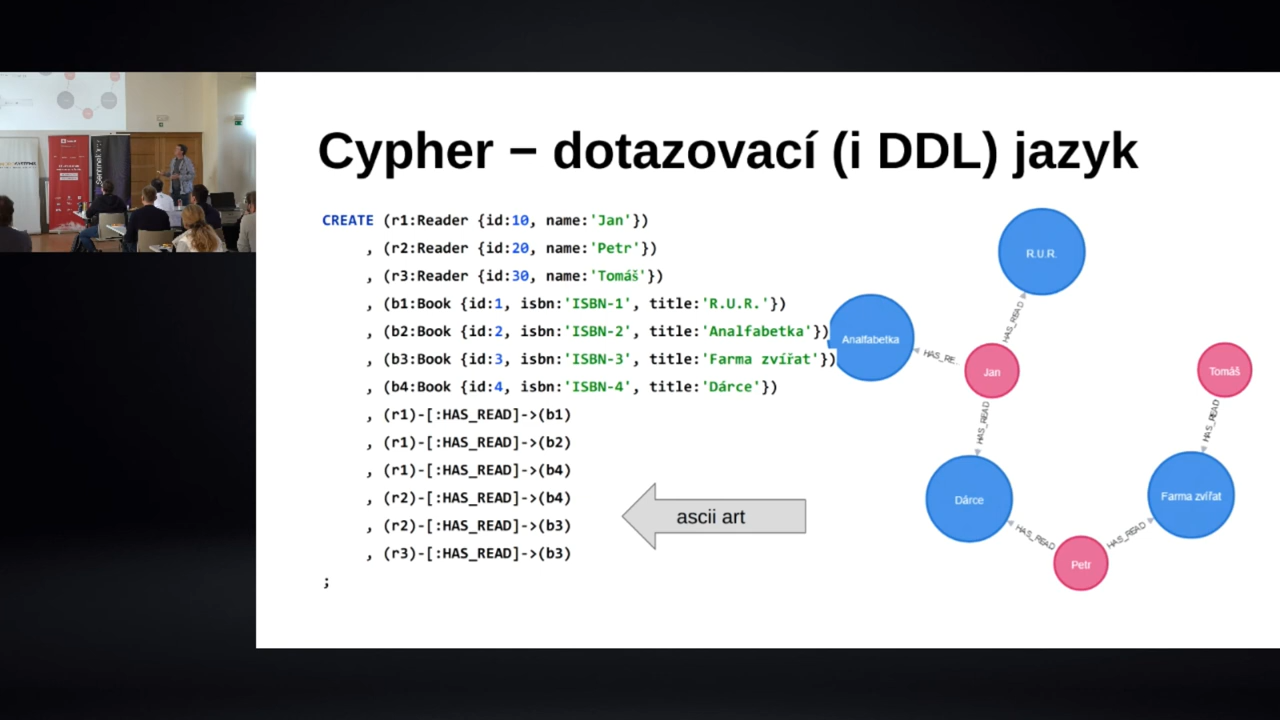 Cypher – dotazovací (i DDL) jazyk
CREATE (r1:Reader {id:10, name:'Jan'})
, (r2:Reader {id:20, name:'Petr'})
, (r3:Reader {id:30, name:'Tomáš'})
, (b1:Book {id:1, isbn:'ISBN-1', title:'R.U.R.'})
, (b2:Book {id:2, isbn:'ISBN-2', title:'Analfabetka'})
, (b3:Book {id:3, isbn:'ISBN-3', title:'Farma zvířat'})
, (b4:Book {id:4, isbn:'ISBN-4', title:'Dárce'})
, (r1)-[:HAS_READ]->(b1)
, (r1)-[:HAS_READ]->(b2)
, (r1)-[:HAS_READ]->(b4)
, (r2)-[:HAS_READ]->(b4)
, (r2)-[:HAS_READ]->(b3)
, (r3)-[:HAS_READ]->(b3)
;
ascii art
R.U.R.
HAS_READ
Analfabetka
HAS_RE...
Jan
Tomáš
HAS_READ
HAS_READ
Dárce
Farma zvířat
HAS_READ
HAS_READ
Petr